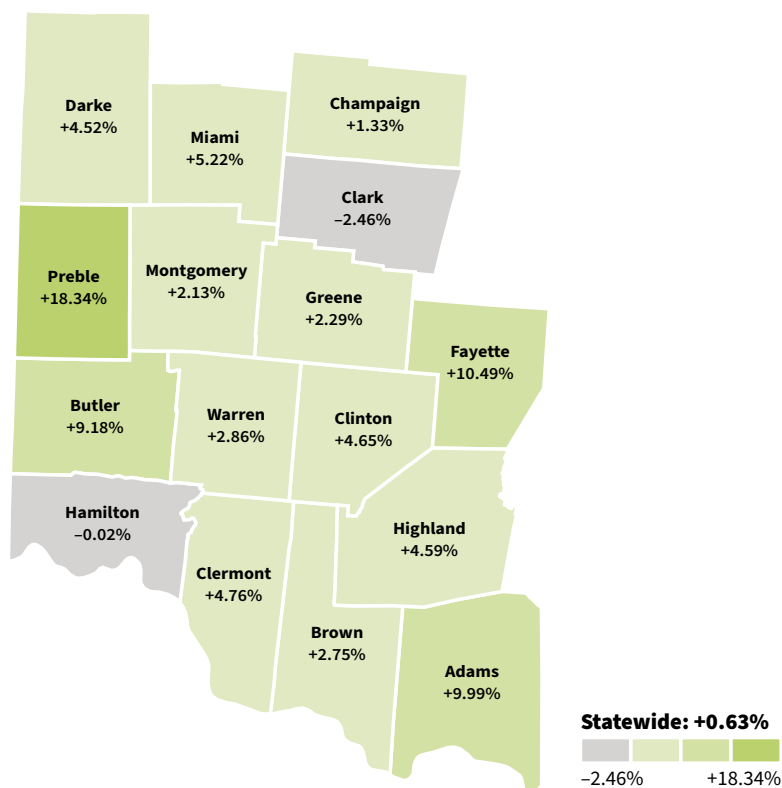 Darke
+4.52%
Miami
+5.22%
Champaign
+1.33%
Clark
–2.46%
Preble
+18.34%
Montgomery
+2.13%
Greene
+2.29%
Fayette
+10.49%
Butler
+9.18%
Warren
+2.86%
Clinton
+4.65%
Hamilton
–0.02%
Highland
+4.59%
Clermont
+4.76%
Brown
+2.75%
Adams
+9.99%
Statewide: +0.63%
–2.46% +18.34%